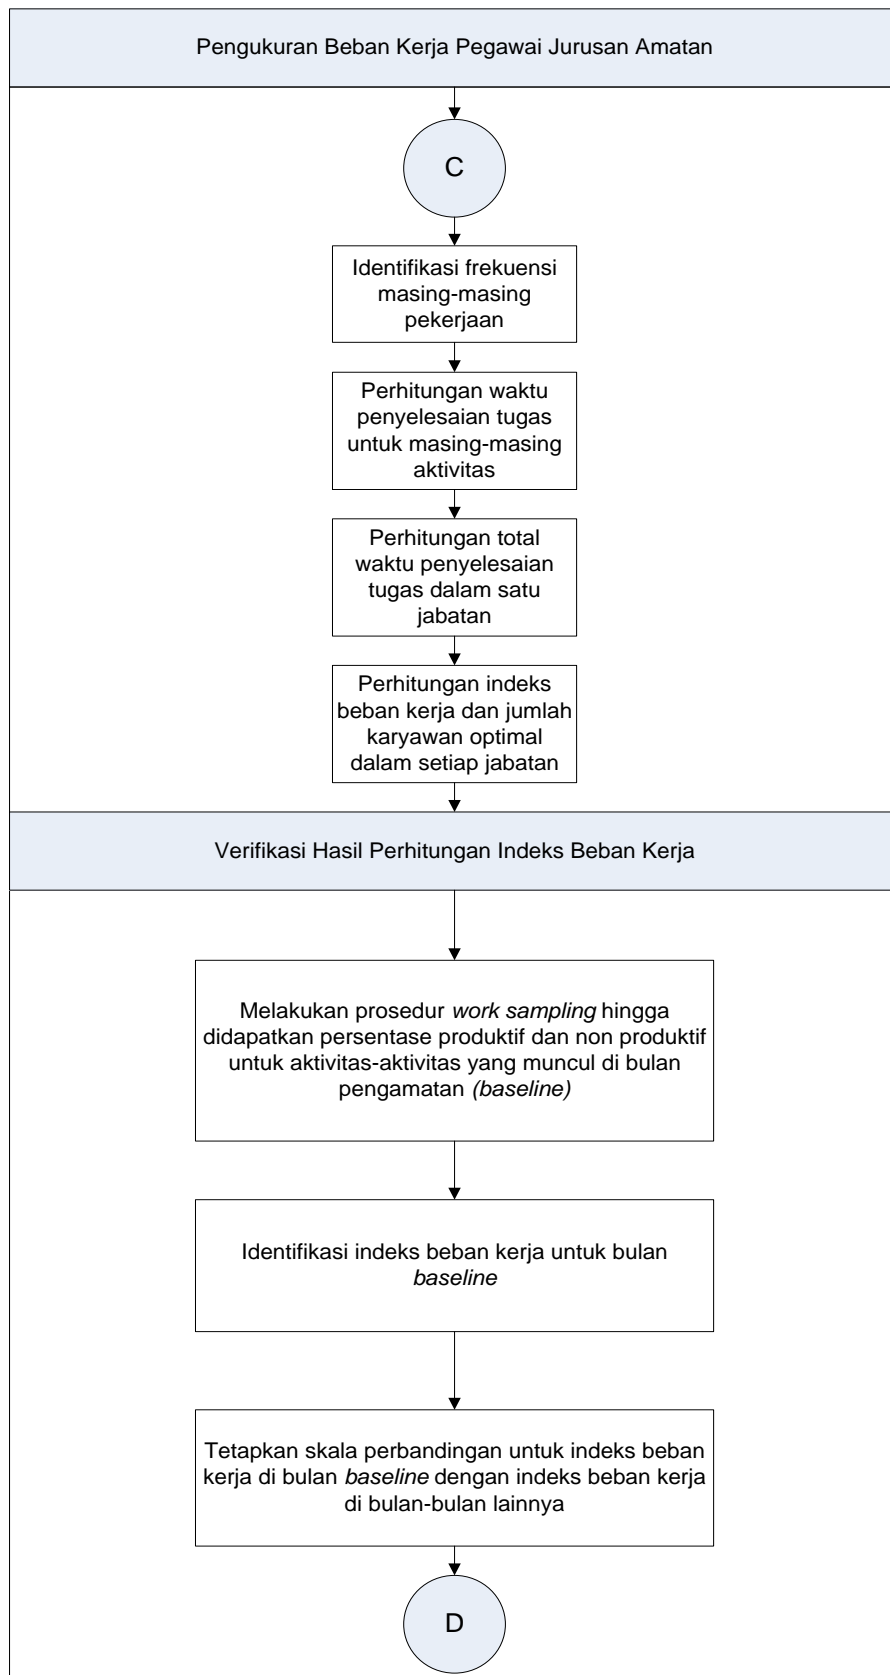 Pengukuran Beban Kerja Pegawai Jurusan Amatan
C
Identifikasi frekuensi
masing-masing
pekerjaan
Perhitungan waktu
penyelesaian tugas
untuk masing-masing
aktivitas
Perhitungan total
waktu penyelesaian
tugas dalam satu
jabatan
Perhitungan indeks
beban kerja dan jumlah
karyawan optimal
dalam setiap jabatan
Verifikasi Hasil Perhitungan Indeks Beban Kerja
Melakukan prosedur work sampling hingga
didapatkan persentase produktif dan non produktif
untuk aktivitas-aktivitas yang muncul di bulan
pengamatan (baseline)
Identifikasi indeks beban kerja untuk bulan
baseline
Tetapkan skala perbandingan untuk indeks beban
kerja di bulan baseline dengan indeks beban kerja
di bulan-bulan lainnya
D